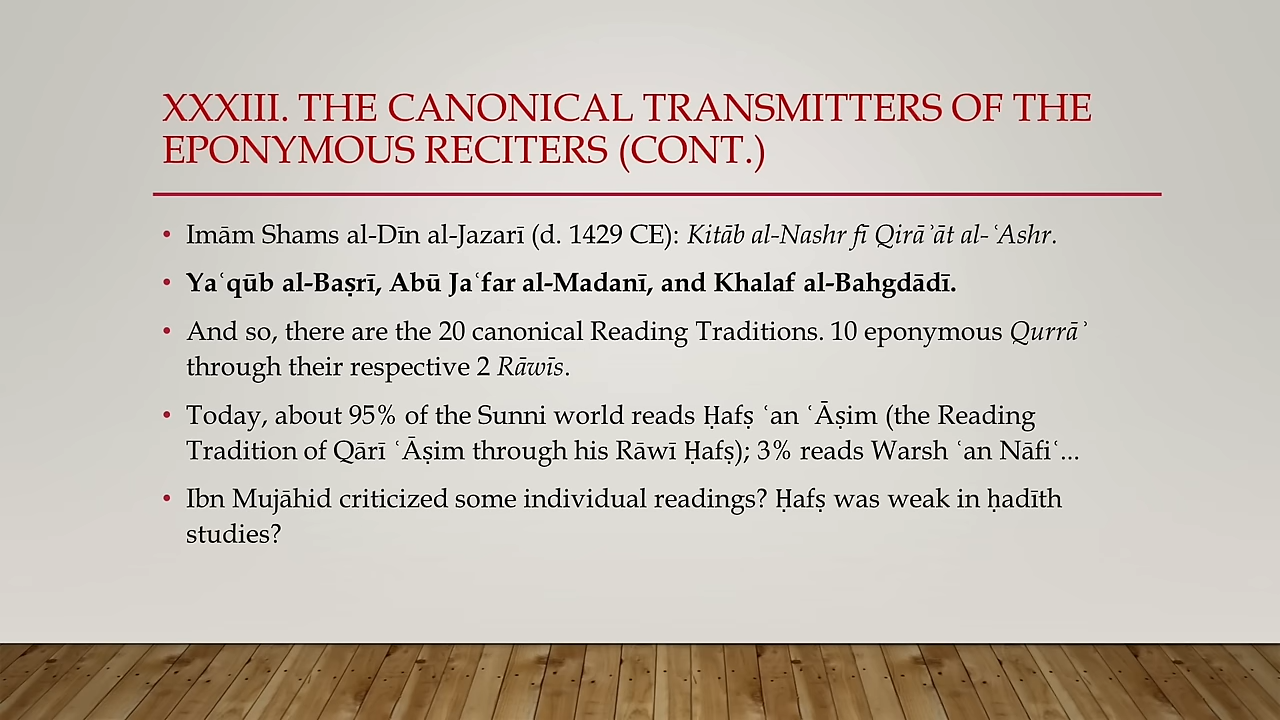 XXXIII. THE CANONICAL TRANSMITTERS OF THE
EPONYMOUS RECITERS (CONT.)
• Imām Shams al-Dīn al-Jazarī (d. 1429 CE): Kitāb al-Nashr fī Qirāʾāt al-ʿAshr.
• Yaʿqūb al-Baṣrī, Abū Jaʿfar al-Madanī, and Khalaf al-Bahgdādī.
• And so, there are the 20 canonical Reading Traditions. 10 eponymous Qurrāʾ
through their respective 2 Rāwīs.
• Today, about 95% of the Sunni world reads Ḥafṣ ʿan ʿĀṣim (the Reading
Tradition of Qārī ʿĀṣim through his Rāwī Ḥafṣ); 3% reads Warsh ʿan Nāfiʿ...
• Ibn Mujāhid criticized some individual readings? Ḥafṣ was weak in ḥadīth
studies?